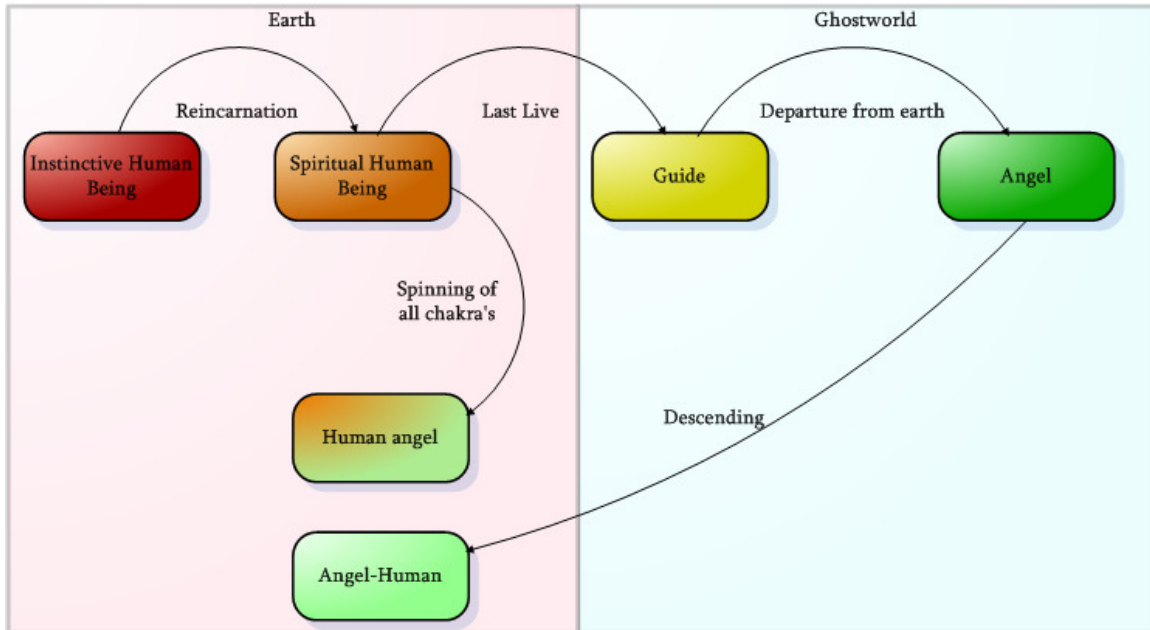 Earth
Ghostworld
Reincarnation
Last Live
Departure from earth
Instinctive Human
Being
Spiritual Human
Being
Guide
Angel
Spinning of
all chakra's
Human angel
Descending
Angel-Human